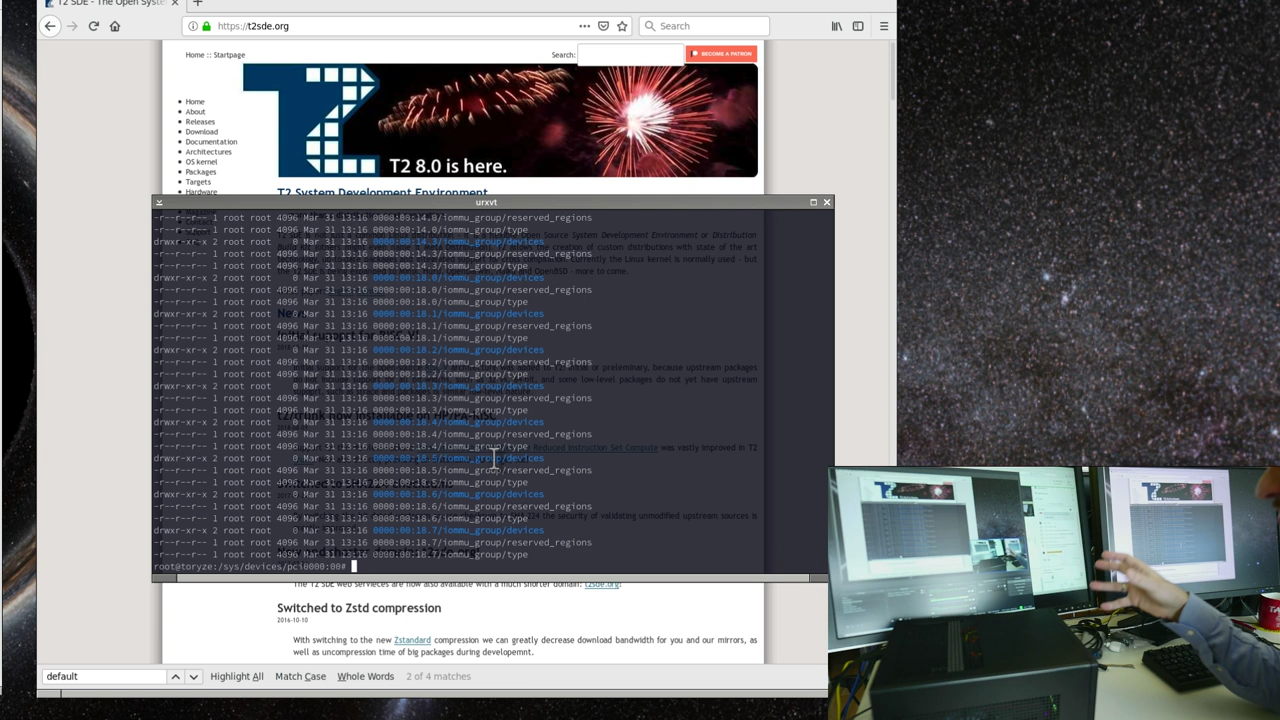 T2 SDE - The Open System
https://t2sde.org
Search
Home :: Startpage
Search:
BECOME A PATRON
Home
About
Releases
Download
Documentation
Architectures
OS kernel
Packages
Targets
Hardware
T2 8.0 is here.
T2 System Development Environment
urxvt
-r--r--r-- 1 root root 4096 Mar 31 13:16 0000:00:14.0/iommu_group/reserved_regions
-r--r--r-- 1 root root 4096 Mar 31 13:16 0000:00:14.0/iommu_group/type
drwxr-xr-x 2 root root    0 Mar 31 13:16 0000:00:14.3/iommu_group/devices
-r--r--r-- 1 root root 4096 Mar 31 13:16 0000:00:14.3/iommu_group/reserved_regions
-r--r--r-- 1 root root 4096 Mar 31 13:16 0000:00:14.3/iommu_group/type
drwxr-xr-x 2 root root    0 Mar 31 13:16 0000:00:18.0/iommu_group/devices
-r--r--r-- 1 root root 4096 Mar 31 13:16 0000:00:18.0/iommu_group/reserved_regions
-r--r--r-- 1 root root 4096 Mar 31 13:16 0000:00:18.0/iommu_group/type
drwxr-xr-x 2 root root    0 Mar 31 13:16 0000:00:18.1/iommu_group/devices
-r--r--r-- 1 root root 4096 Mar 31 13:16 0000:00:18.1/iommu_group/reserved_regions
-r--r--r-- 1 root root 4096 Mar 31 13:16 0000:00:18.1/iommu_group/type
drwxr-xr-x 2 root root    0 Mar 31 13:16 0000:00:18.2/iommu_group/devices
-r--r--r-- 1 root root 4096 Mar 31 13:16 0000:00:18.2/iommu_group/reserved_regions
-r--r--r-- 1 root root 4096 Mar 31 13:16 0000:00:18.2/iommu_group/type
drwxr-xr-x 2 root root    0 Mar 31 13:16 0000:00:18.3/iommu_group/devices
-r--r--r-- 1 root root 4096 Mar 31 13:16 0000:00:18.3/iommu_group/reserved_regions
-r--r--r-- 1 root root 4096 Mar 31 13:16 0000:00:18.3/iommu_group/type
drwxr-xr-x 2 root root    0 Mar 31 13:16 0000:00:18.4/iommu_group/devices
-r--r--r-- 1 root root 4096 Mar 31 13:16 0000:00:18.4/iommu_group/reserved_regions
-r--r--r-- 1 root root 4096 Mar 31 13:16 0000:00:18.4/iommu_group/type
drwxr-xr-x 2 root root    0 Mar 31 13:16 0000:00:18.5/iommu_group/devices
-r--r--r-- 1 root root 4096 Mar 31 13:16 0000:00:18.5/iommu_group/reserved_regions
-r--r--r-- 1 root root 4096 Mar 31 13:16 0000:00:18.5/iommu_group/type
drwxr-xr-x 2 root root    0 Mar 31 13:16 0000:00:18.6/iommu_group/devices
-r--r--r-- 1 root root 4096 Mar 31 13:16 0000:00:18.6/iommu_group/reserved_regions
-r--r--r-- 1 root root 4096 Mar 31 13:16 0000:00:18.6/iommu_group/type
drwxr-xr-x 2 root root    0 Mar 31 13:16 0000:00:18.7/iommu_group/devices
-r--r--r-- 1 root root 4096 Mar 31 13:16 0000:00:18.7/iommu_group/reserved_regions
-r--r--r-- 1 root root 4096 Mar 31 13:16 0000:00:18.7/iommu_group/type
root@toryze:/sys/devices/pci0000:00#
The T2 SDE web services are now also available with a much shorter domain: t2sde.org!
Switched to Zstd compression
2016-10-10
With switching to the new Zstandard compression we can greatly decrease download bandwidth for you and our mirrors, as
well as uncompression time of big packages during developemnt.
default
Highlight All
Match Case
Whole Words
2 of 4 matches